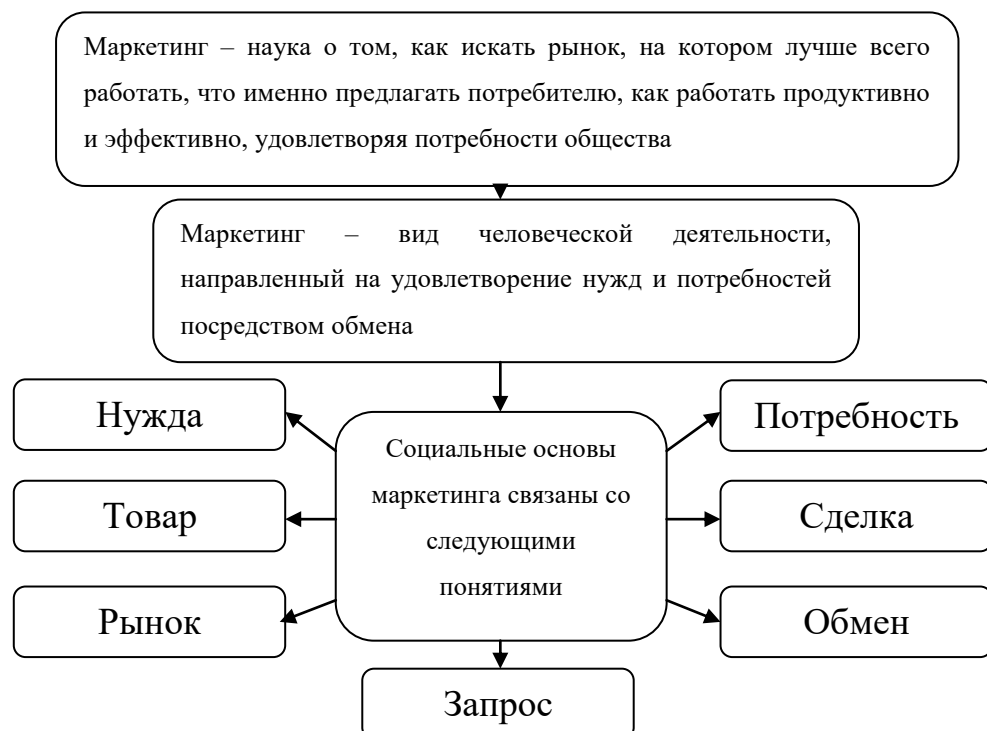 Маркетинг – наука о том, как искать рынок, на котором лучше всего
работать, что именно предлагать потребителю, как работать продуктивно
и эффективно, удовлетворяя потребности общества
Маркетинг – вид человеческой деятельности,
направленный на удовлетворение нужд и потребностей
посредством обмена
Нужда
Потребность
Социальные основы
маркетинга связаны со
следующими
понятиями
Товар
Сделка
Рынок
Обмен
Запрос